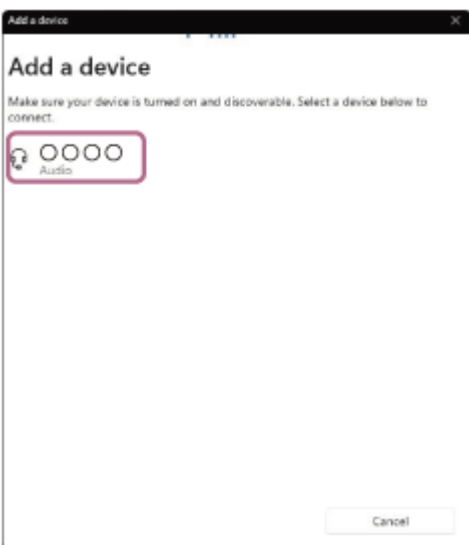 Add a device
Add a device
Make sure your device is turned on and discoverable. Select a device below to
connect.
○○○○
Audio
Cancel